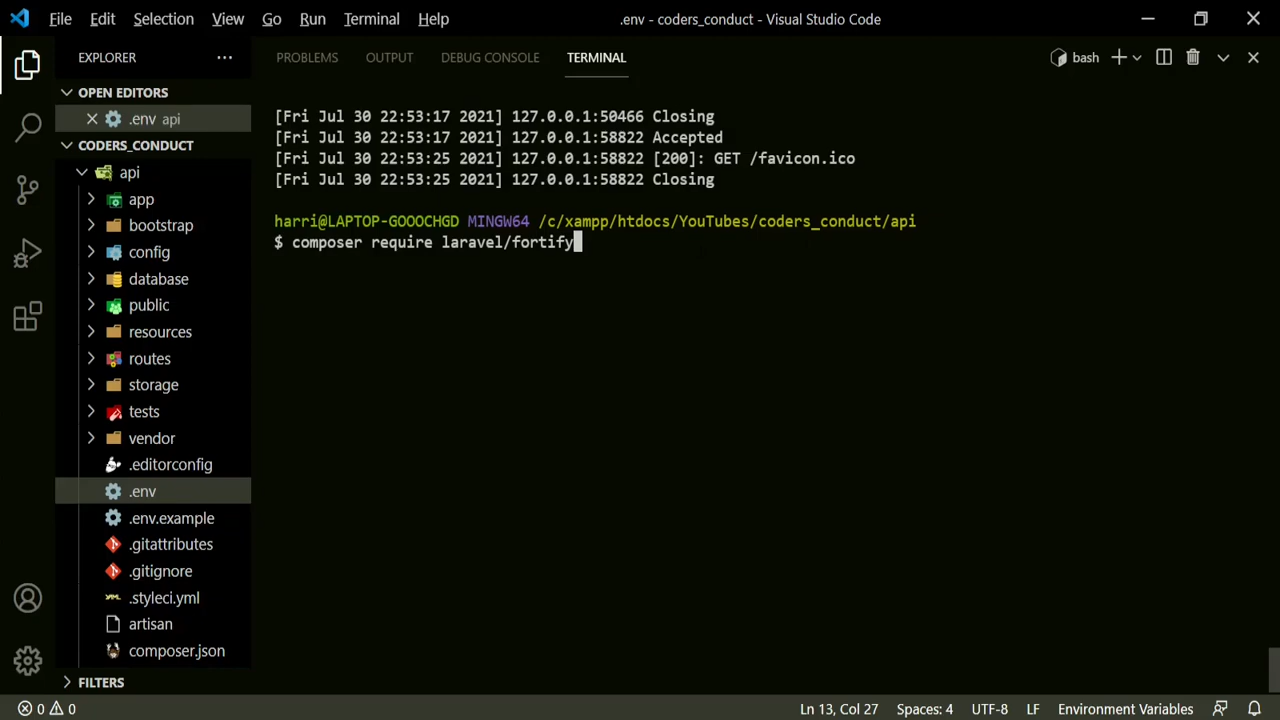 File Edit Selection View Go Run Terminal Help .env - coders_conduct - Visual Studio Code
EXPLORER ...
PROBLEMS OUTPUT DEBUG CONSOLE TERMINAL bash
OPEN EDITORS
.env api
CODERS_CONDUCT
api
app
bootstrap
config
database
public
resources
routes
storage
tests
vendor
.editorconfig
.env
.env.example
.gitattributes
.gitignore
.styleci.yml
artisan
composer.json
FILTERS
[Fri Jul 30 22:53:17 2021] 127.0.0.1:50466 Closing
[Fri Jul 30 22:53:17 2021] 127.0.0.1:58822 Accepted
[Fri Jul 30 22:53:25 2021] 127.0.0.1:58822 [200]: GET /favicon.ico
[Fri Jul 30 22:53:25 2021] 127.0.0.1:58822 Closing
harri@LAPTOP-GOOOCHGD MINGW64 /c/xampp/htdocs/YouTubes/coders_conduct/api
$ composer require laravel/fortify
0 0 Ln 13, Col 27 Spaces: 4 UTF-8 LF Environment Variables